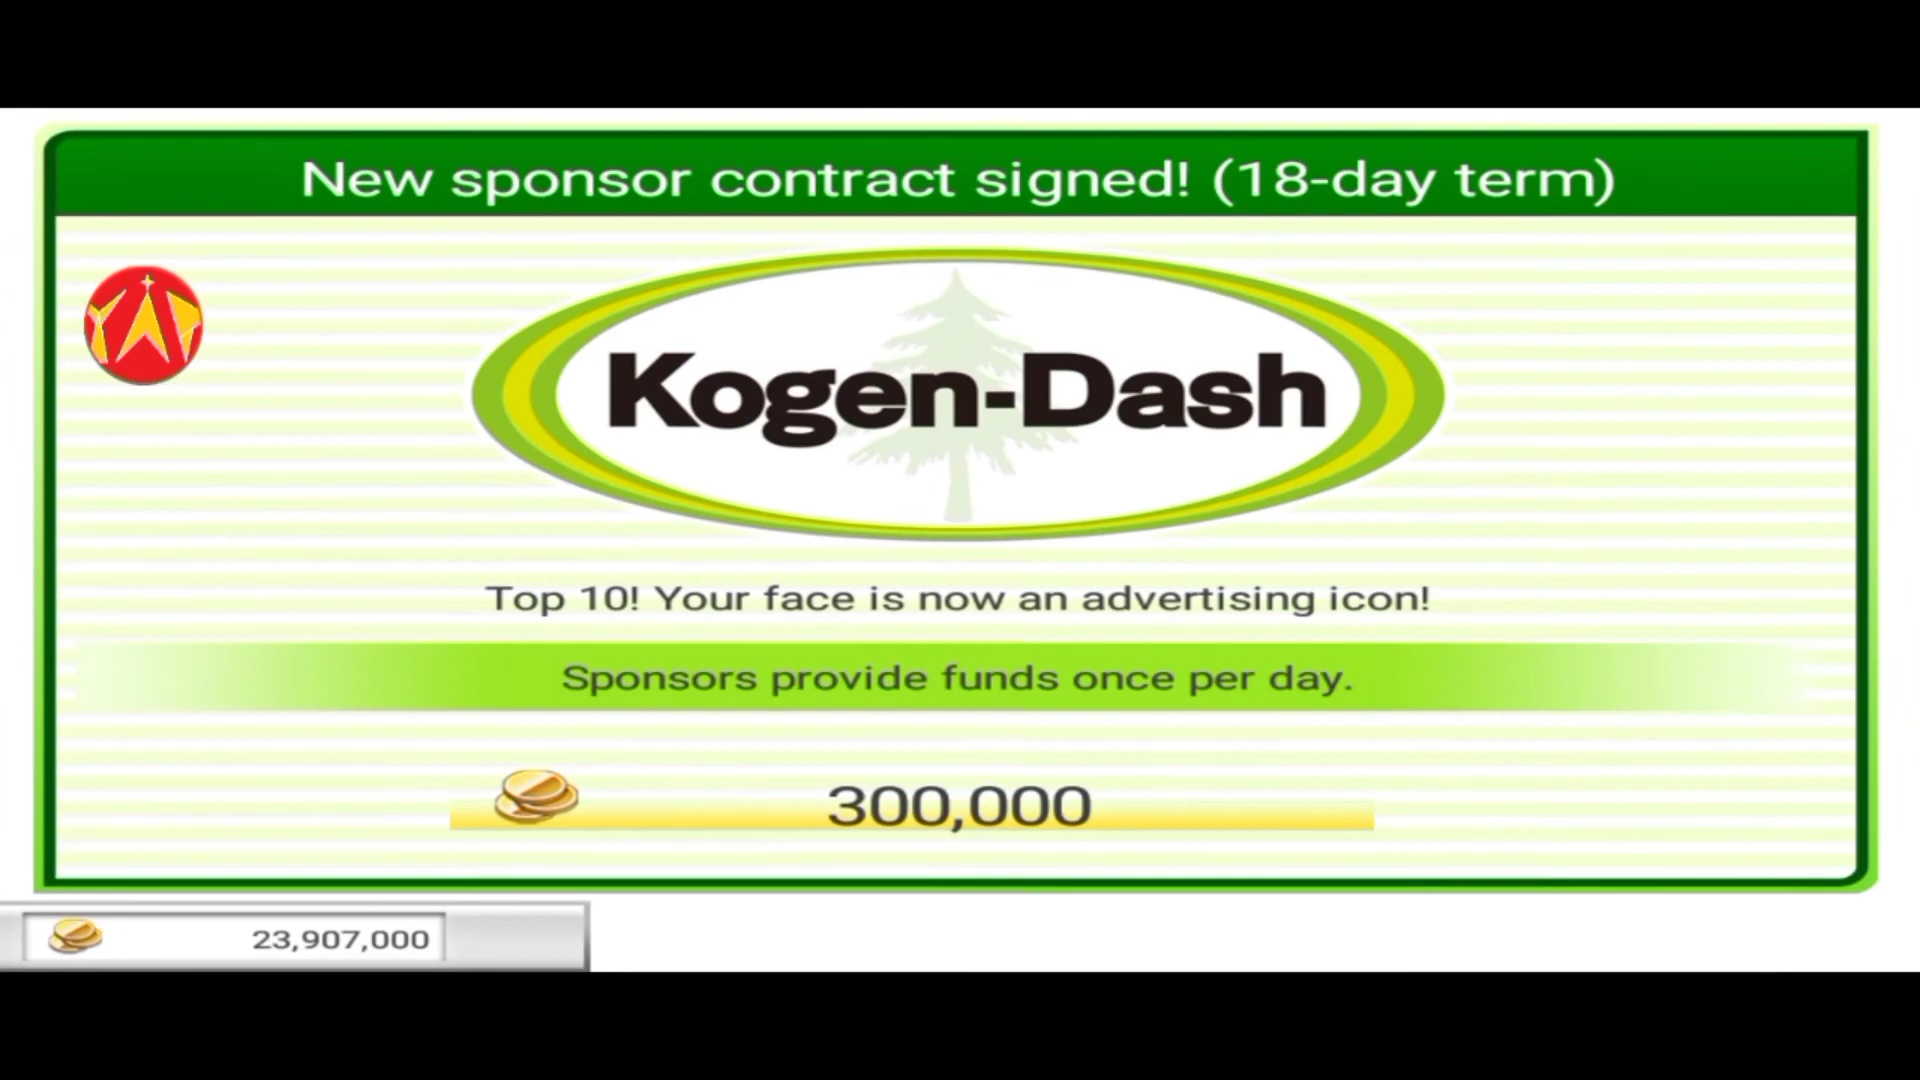 New sponsor contract signed! (18-day term)
Kogen-Dash
Top 10! Your face is now an advertising icon!
Sponsors provide funds once per day.
300,000
23,907,000